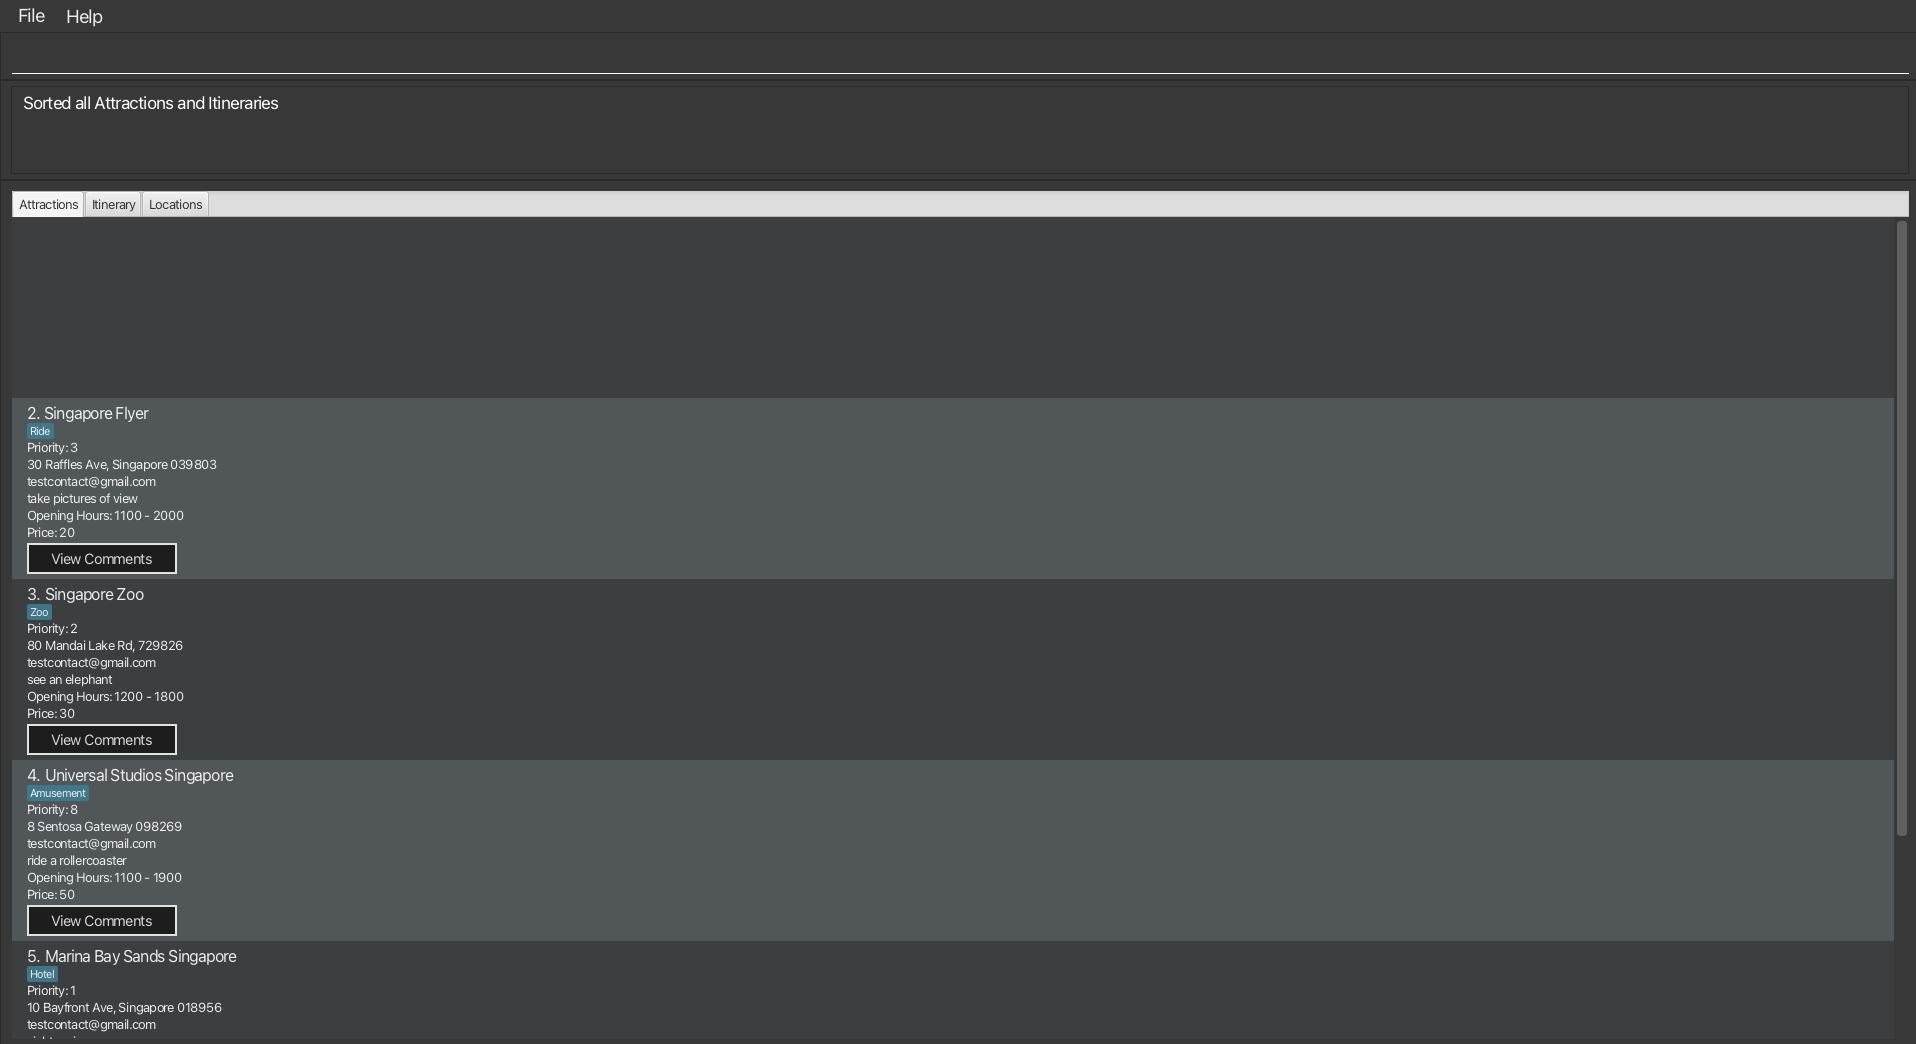 File Help
Sorted all Attractions and Itineraries
Attractions Itinerary Locations
2. Singapore Flyer
Ride
Priority: 3
30 Raffles Ave, Singapore 039803
testcontact@gmail.com
take pictures of view
Opening Hours: 1100 - 2000
Price: 20
View Comments
3. Singapore Zoo
Zoo
Priority: 2
80 Mandai Lake Rd, 729826
testcontact@gmail.com
see an elephant
Opening Hours: 1200 - 1800
Price: 30
View Comments
4. Universal Studios Singapore
Amusement
Priority: 8
8 Sentosa Gateway 098269
testcontact@gmail.com
ride a rollercoaster
Opening Hours: 1100 - 1900
Price: 50
View Comments
5. Marina Bay Sands Singapore
Hotel
Priority: 1
10 Bayfront Ave, Singapore 018956
testcontact@gmail.com